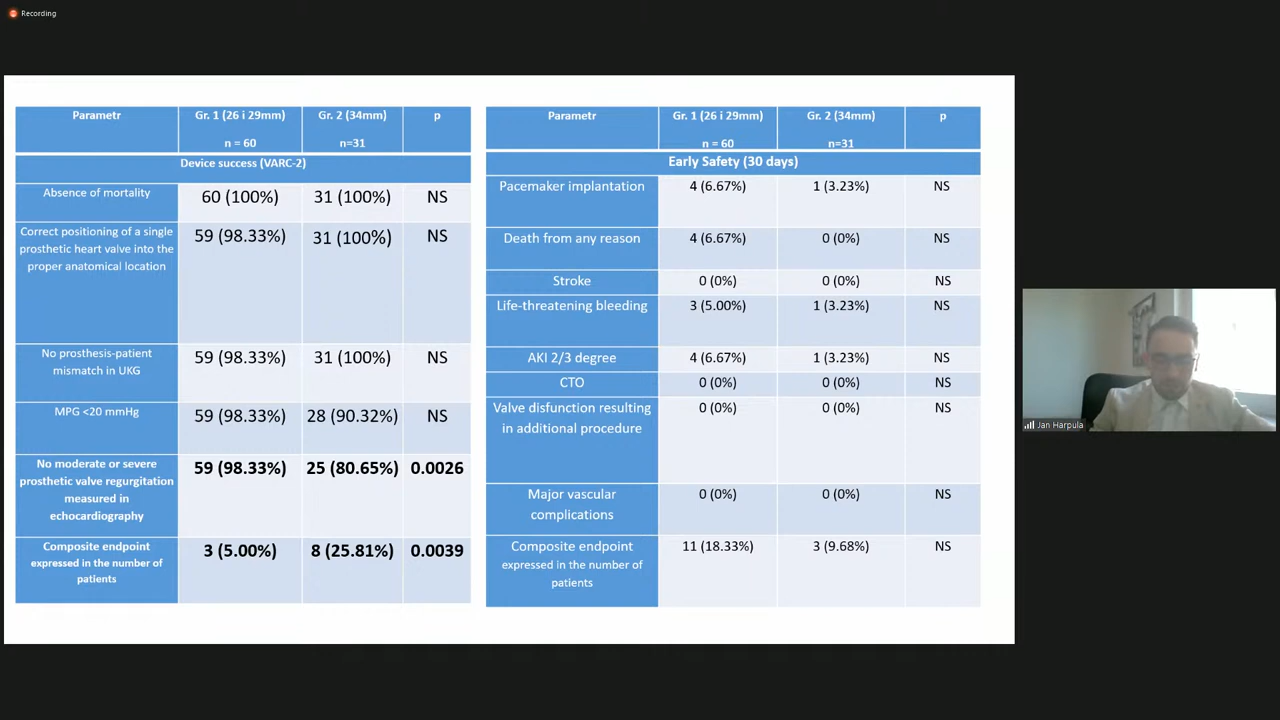 Recording
Parametr Gr. 1 (26 i 29mm) Gr. 2 (34mm) p
n = 60 n=31
Device success (VARC-2)
Absence of mortality 60 (100%) 31 (100%) NS
Correct positioning of a single 59 (98.33%) 31 (100%) NS
prosthetic heart valve into the
proper anatomical location
No prosthesis-patient 59 (98.33%) 31 (100%) NS
mismatch in UKG
MPG <20 mmHg 59 (98.33%) 28 (90.32%) NS
No moderate or severe 59 (98.33%) 25 (80.65%) 0.0026
prosthetic valve regurgitation
measured in
echocardiography
Composite endpoint 3 (5.00%) 8 (25.81%) 0.0039
expressed in the number of
patients
Parametr Gr. 1 (26 i 29mm) Gr. 2 (34mm) p
n = 60 n=31
Early Safety (30 days)
Pacemaker implantation 4 (6.67%) 1 (3.23%) NS
Death from any reason 4 (6.67%) 0 (0%) NS
Stroke 0 (0%) 0 (0%) NS
Life-threatening bleeding 3 (5.00%) 1 (3.23%) NS
AKI 2/3 degree 4 (6.67%) 1 (3.23%) NS
CTO 0 (0%) 0 (0%) NS
Valve disfunction resulting 0 (0%) 0 (0%) NS
in additional procedure
Major vascular 0 (0%) 0 (0%) NS
complications
Composite endpoint 11 (18.33%) 3 (9.68%) NS
expressed in the number of
patients
Jan Harpula